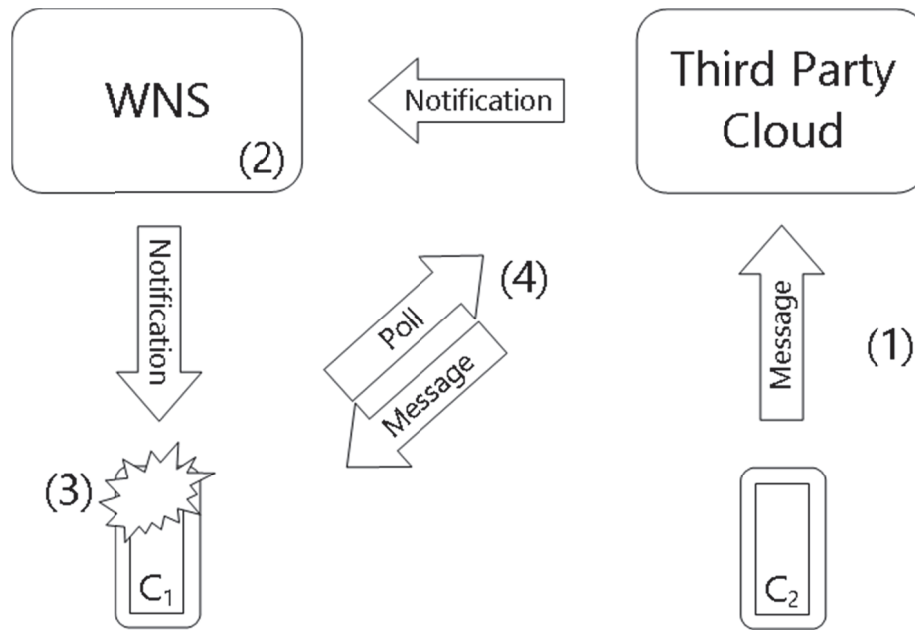 WNS
(2)
Notification
Third Party
Cloud
Notification
Poll
Message
(4)
Message
(1)
(3)
C₁
C₂